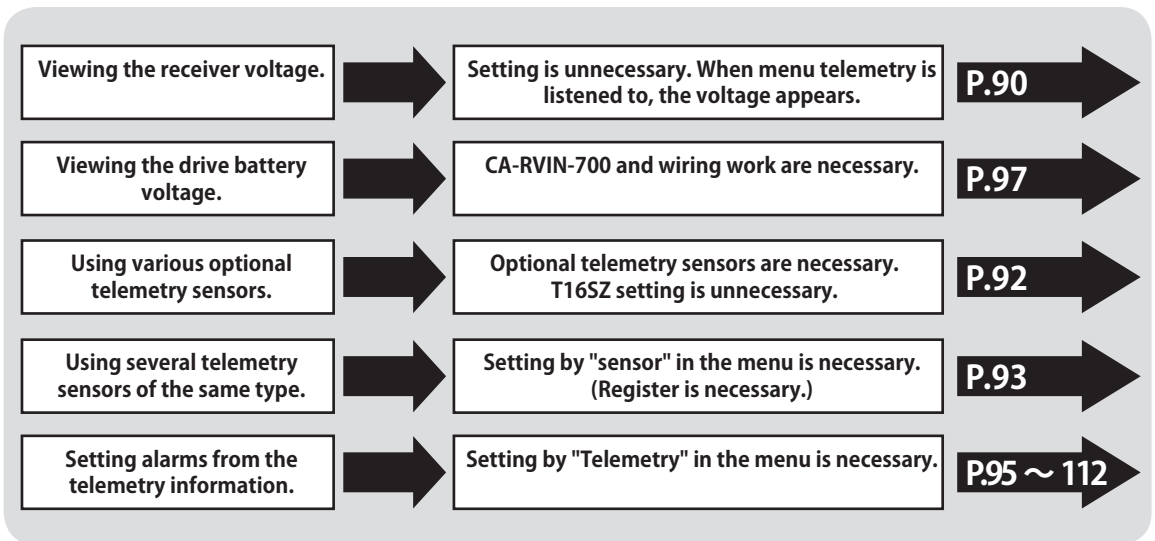 Viewing the receiver voltage.
Setting is unnecessary. When menu telemetry is
listened to, the voltage appears.
P.90
Viewing the drive battery
voltage.
CA-RVIN-700 and wiring work are necessary.
P.97
Using various optional
telemetry sensors.
Optional telemetry sensors are necessary.
T16SZ setting is unnecessary.
P.92
Using several telemetry
sensors of the same type.
Setting by "sensor" in the menu is necessary.
(Register is necessary.)
P.93
Setting alarms from the
telemetry information.
Setting by "Telemetry" in the menu is necessary.
P.95 ～ 112